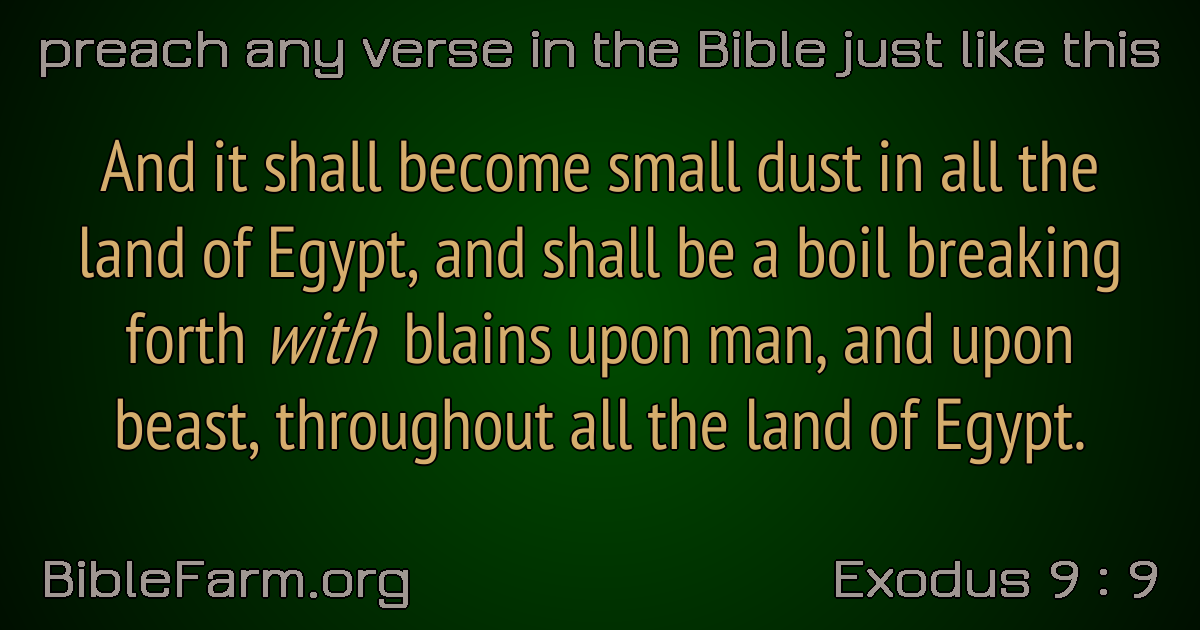 preach any verse in the Bible just like this
And it shall become small dust in all the
land of Egypt, and shall be a boil breaking
forth with blains upon man, and upon
beast, throughout all the land of Egypt.
BibleFarm.org
Exodus 9 : 9